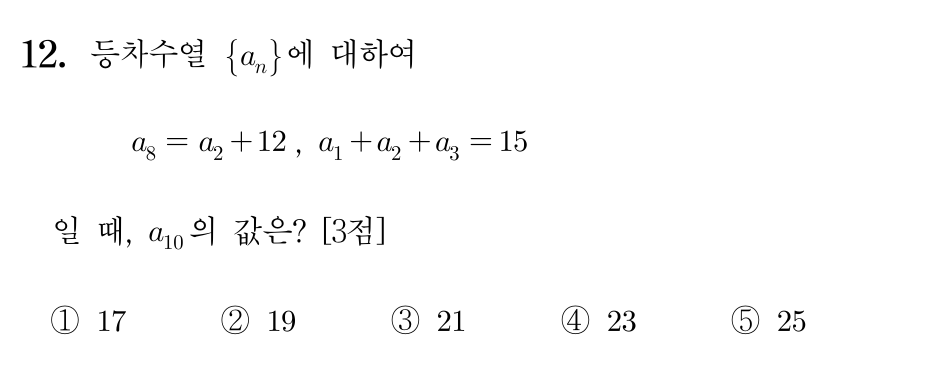 12. 등차수열 {aₙ}에 대하여
a₈ = a₂ + 12 , a₁ + a₂ + a₃ = 15
일 때, a₁₀의 값은? [3점]
① 17 ② 19 ③ 21 ④ 23 ⑤ 25